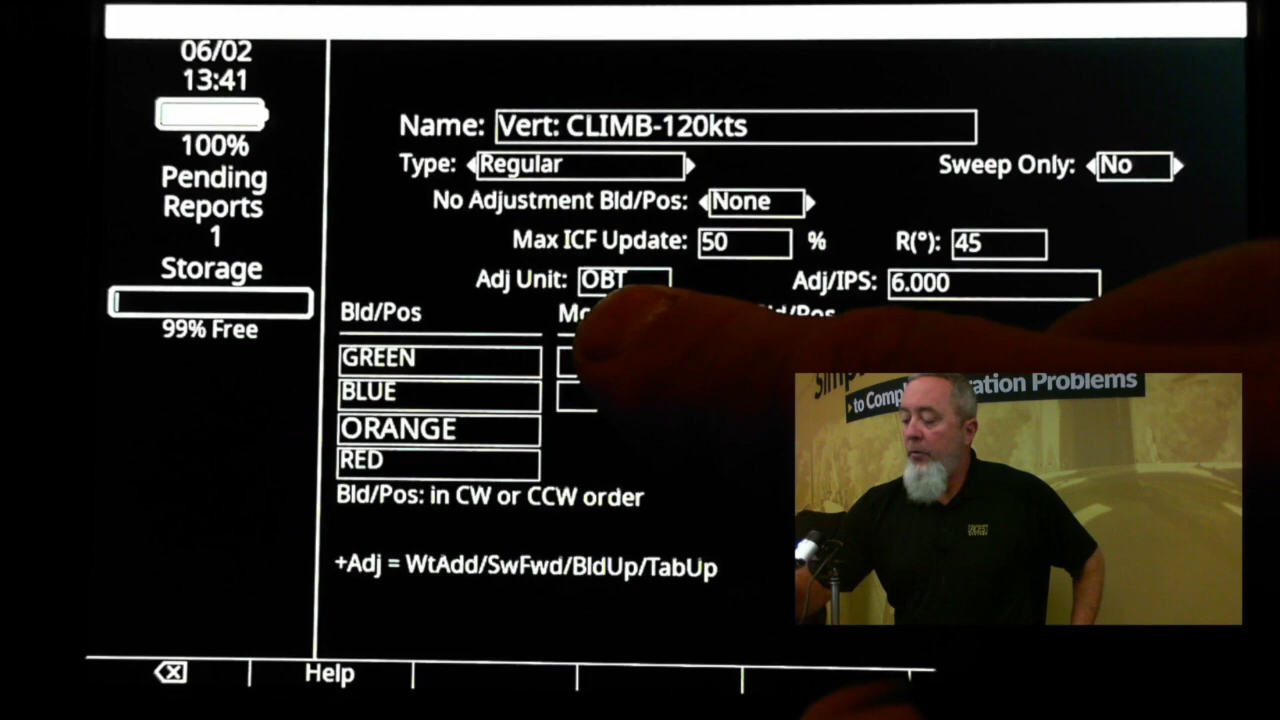 06/02
13:41
100%
Pending
Reports
1
Storage
99% Free
Name: Vert: CLIMB-120kts
Type: Regular
Sweep Only: No
No Adjustment Bld/Pos: None
Max ICF Update: 50 %
R(°): 45
Adj Unit: OBT
Adj/IPS: 6.000
Bld/Pos
GREEN
BLUE
ORANGE
RED
Bld/Pos: in CW or CCW order
+Adj = WtAdd/SwFwd/BldUp/TabUp
Help
to Comp
ation Problems